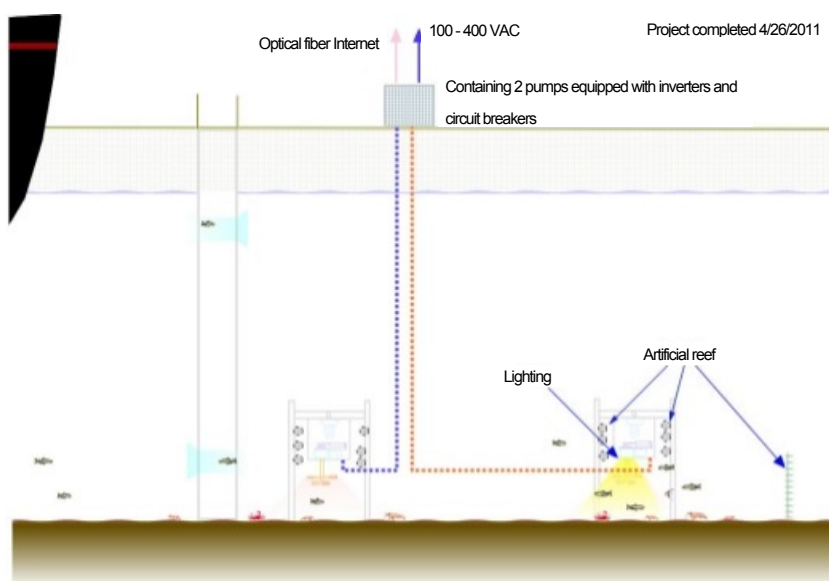 100 - 400 VAC
Project completed 4/26/2011
Optical fiber Internet
Containing 2 pumps equipped with inverters and
circuit breakers
Artificial reef
Lighting